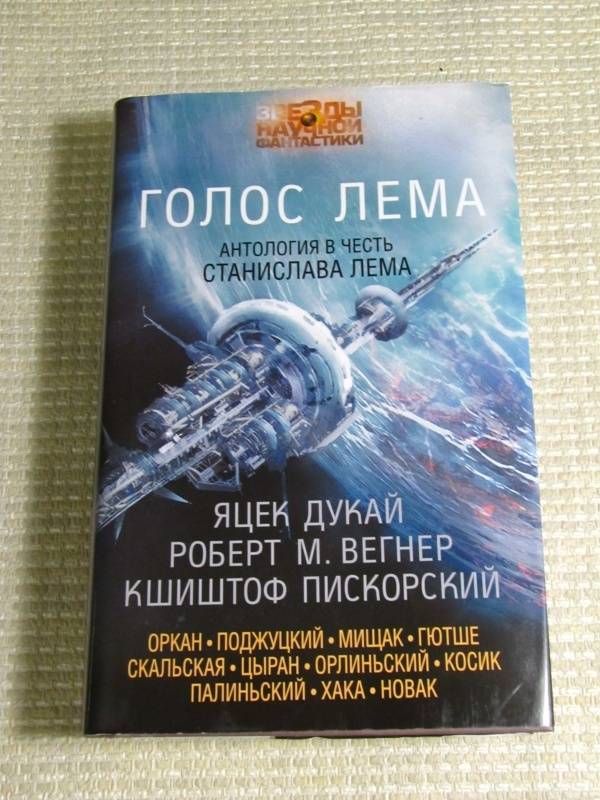 ЗВЕЗДЫ
НАУЧНОЙ
ФАНТАСТИКИ
ГОЛОС ЛЕМА
АНТОЛОГИЯ В ЧЕСТЬ
СТАНИСЛАВА ЛЕМА
ЯЦЕК ДУКАЙ
РОБЕРТ М. ВЕГНЕР
КШИШТОФ ПИСКОРСКИЙ
ОРКАН • ПОДЖУЦКИЙ • МИЩАК • ГЮТШЕ
СКАЛЬСКАЯ • ЦЫРАН • ОРЛИНЬСКИЙ • КОСИК
ПАЛИНЬСКИЙ • ХАКА • НОВАК